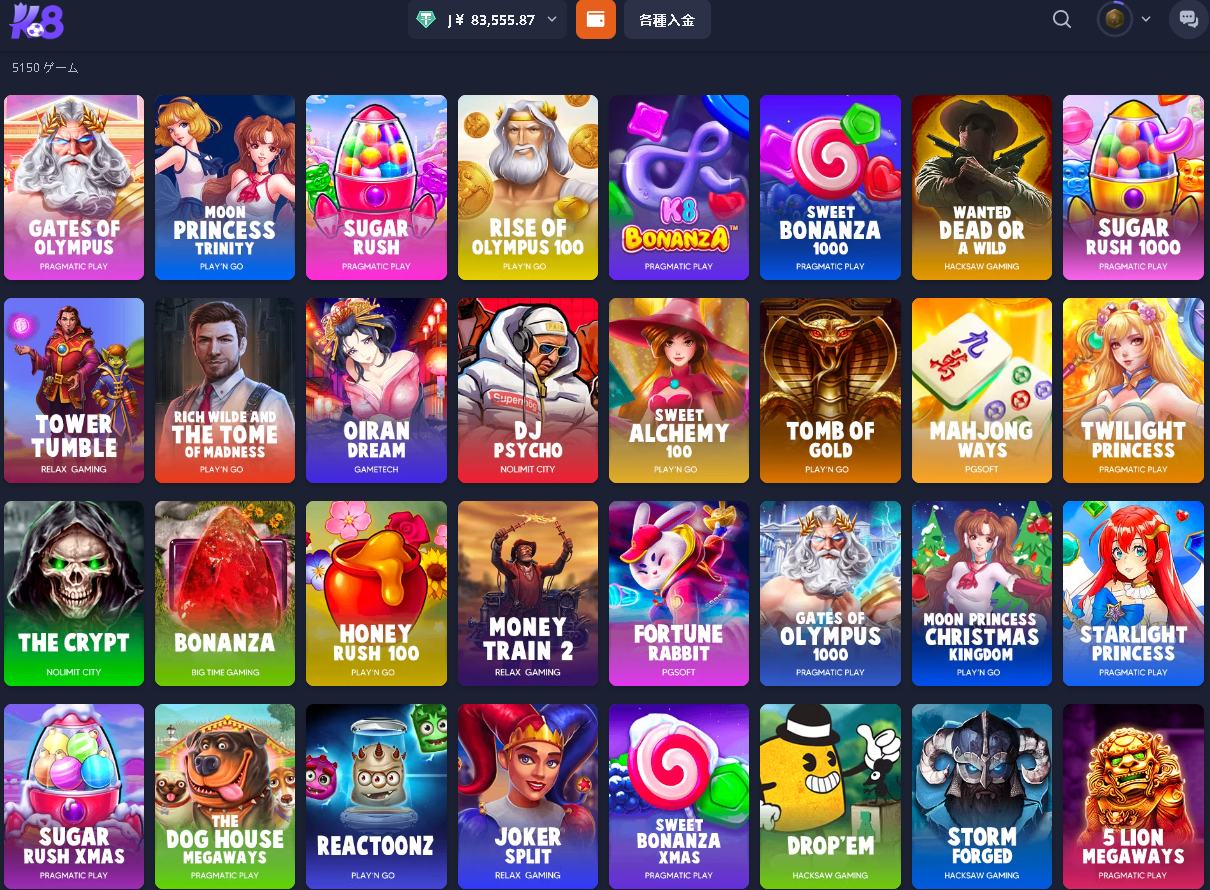 K8
J¥ 83,555.87
各種入金
5150 ゲーム
GATES OF
OLYMPUS
PRAGMATIC PLAY
MOON
PRINCESS
TRINITY
PLAY'N GO
SUGAR
RUSH
PRAGMATIC PLAY
RISE OF
OLYMPUS 100
PLAY'N GO
K8
BONANZA™
PRAGMATIC PLAY
SWEET
BONANZA
1000
PRAGMATIC PLAY
WANTED
DEAD OR
A WILD
HACKSAW GAMING
SUGAR
RUSH 1000
PRAGMATIC PLAY
TOWER
TUMBLE
RELAX GAMING
RICH WILDE AND
THE TOME
OF MADNESS
PLAY'N GO
OIRAN
DREAM
GAMETECH
DJ
PSYCHO
NOLIMIT CITY
SWEET
ALCHEMY
100
PLAY'N GO
TOMB OF
GOLD
PLAY'N GO
九
萬
MAHJONG
WAYS
PGSOFT
TWILIGHT
PRINCESS
PRAGMATIC PLAY
THE CRYPT
NOLIMIT CITY
BONANZA
BIG TIME GAMING
HONEY
RUSH 100
PLAY'N GO
MONEY
TRAIN 2
RELAX GAMING
FORTUNE
RABBIT
PGSOFT
GATES OF
OLYMPUS
1000
PRAGMATIC PLAY
MOON PRINCESS
CHRISTMAS
KINGDOM
PLAY'N GO
STARLIGHT
PRINCESS
PRAGMATIC PLAY
SUGAR
RUSH XMAS
PRAGMATIC PLAY
THE
DOG HOUSE
MEGAWAYS
PRAGMATIC PLAY
REACTOONZ
PLAY'N GO
JOKER
SPLIT
RELAX GAMING
SWEET
BONANZA
XMAS
PRAGMATIC PLAY
DROP'EM
HACKSAW GAMING
STORM
FORGED
HACKSAW GAMING
5 LION
MEGAWAYS
PRAGMATIC PLAY